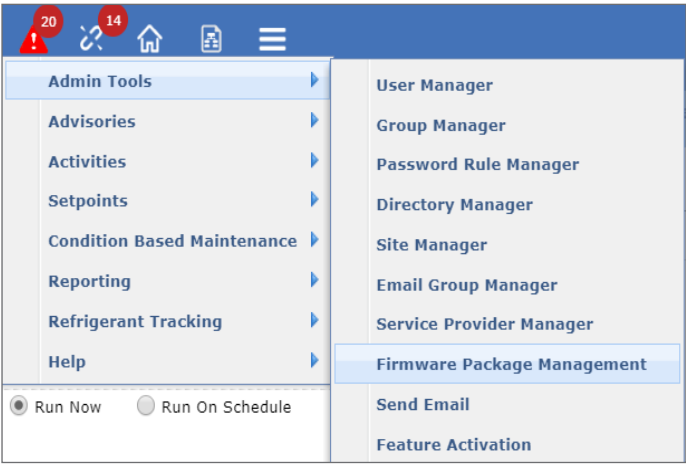 20
14
Admin Tools
Advisories
Activities
Setpoints
Condition Based Maintenance
Reporting
Refrigerant Tracking
Help
User Manager
Group Manager
Password Rule Manager
Directory Manager
Site Manager
Email Group Manager
Service Provider Manager
Firmware Package Management
Send Email
Feature Activation
Run Now
Run On Schedule